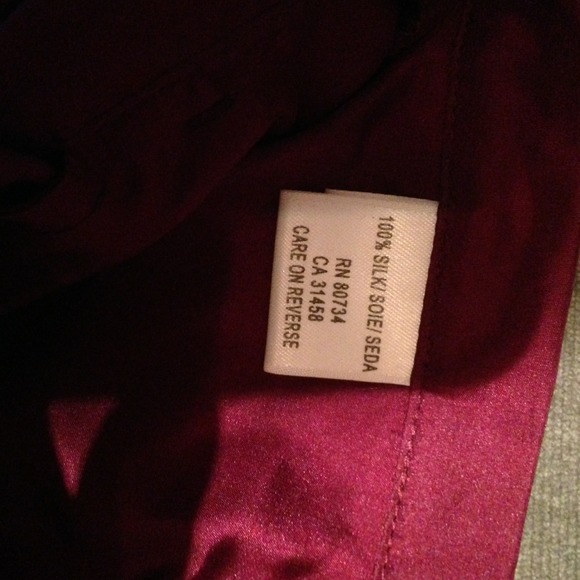 100% SILK/ SOIE/ SEDA
RN 80734
CA 31458
CARE ON REVERSE